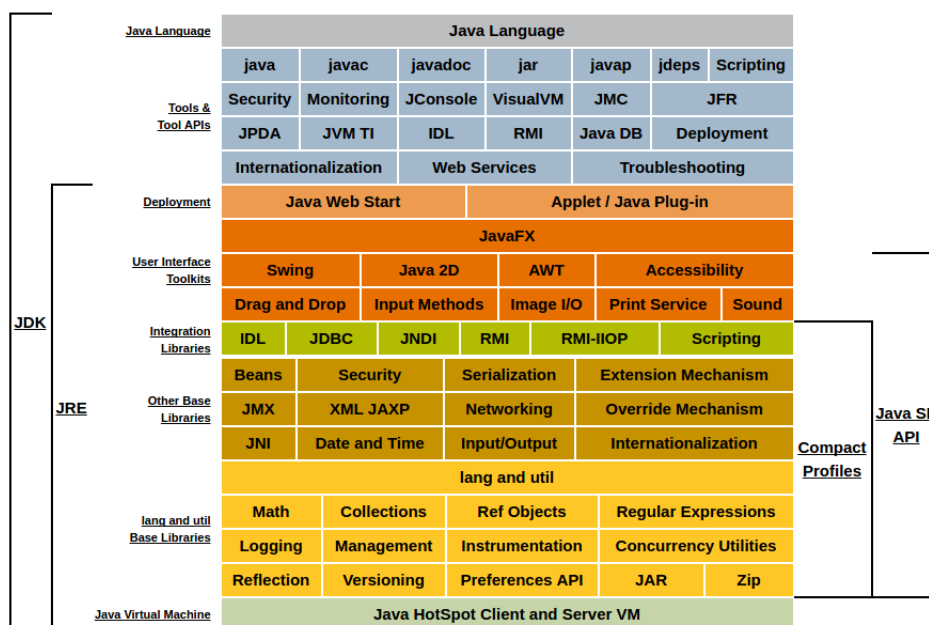 Java Language Java Language
java javac javadoc jar javap jdeps Scripting
Tools &
Tool APIs
Security Monitoring JConsole VisualVM JMC JFR
JPDA JVM TI IDL RMI Java DB Deployment
Internationalization Web Services Troubleshooting
Deployment Java Web Start Applet / Java Plug-in
JavaFX
User Interface
Toolkits
Swing Java 2D AWT Accessibility
Drag and Drop Input Methods Image I/O Print Service Sound
JDK
Integration
Libraries
IDL JDBC JNDI RMI RMI-IIOP Scripting
Beans Security Serialization Extension Mechanism
JRE
Other Base
Libraries
JMX XML JAXP Networking Override Mechanism
JNI Date and Time Input/Output Internationalization
Java SE
API
Compact
Profiles
lang and util
lang and util
Base Libraries
Math Collections Ref Objects Regular Expressions
Logging Management Instrumentation Concurrency Utilities
Reflection Versioning Preferences API JAR Zip
Java Virtual Machine Java HotSpot Client and Server VM